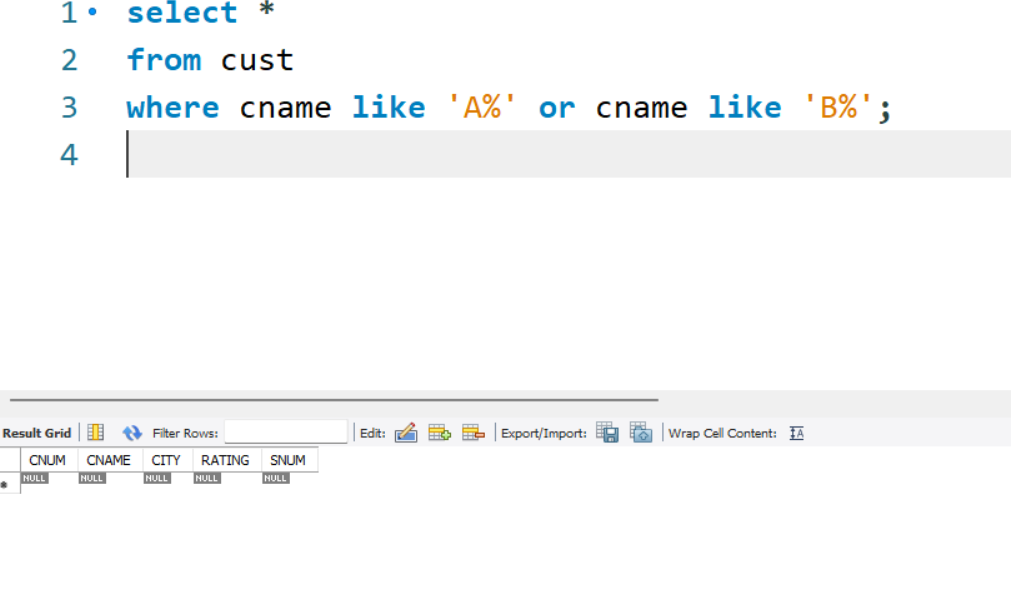 1 select *
2 from cust
3 where cname like 'A%' or cname like 'B%';
4
Result Grid Filter Rows: Edit: Export/Import: Wrap Cell Content: IA
CNUM CNAME CITY RATING SNUM
* NULL NULL NULL NULL NULL